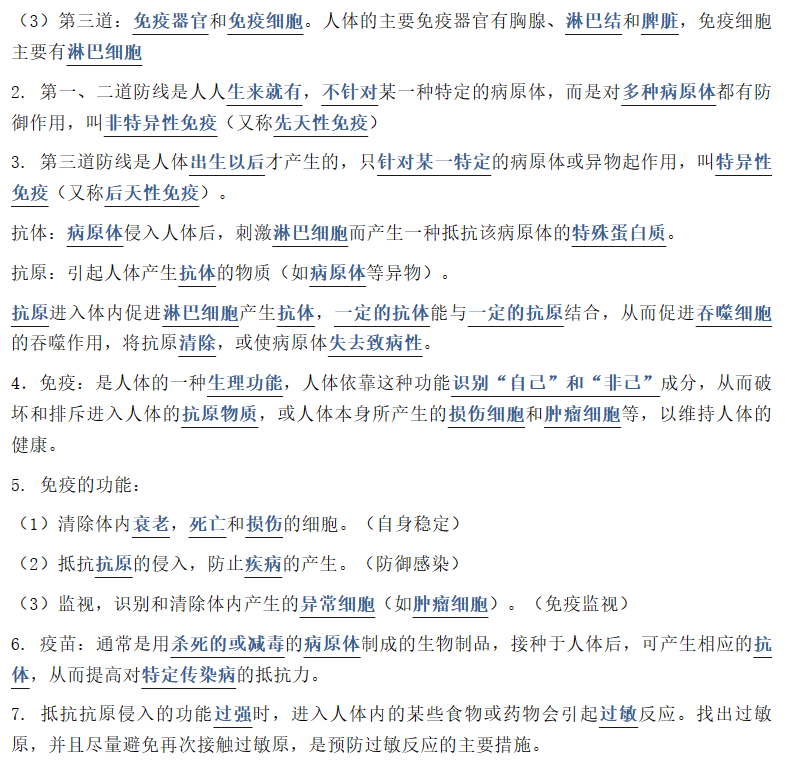 （3）第三道：免疫器官和免疫细胞。人体的主要免疫器官有胸腺、淋巴结和脾脏，免疫细胞
主要有淋巴细胞
2. 第一、二道防线是人人生来就有，不针对某一种特定的病原体，而是对多种病原体都有防
御作用，叫非特异性免疫（又称先天性免疫）
3. 第三道防线是人体出生以后才产生的，只针对某一特定的病原体或异物起作用，叫特异性
免疫（又称后天性免疫）。
抗体：病原体侵入人体后，刺激淋巴细胞而产生一种抵抗该病原体的特殊蛋白质。
抗原：引起人体产生抗体的物质（如病原体等异物）。
抗原进入体内促进淋巴细胞产生抗体，一定的抗体能与一定的抗原结合，从而促进吞噬细胞
的吞噬作用，将抗原清除，或使病原体失去致病性。
4．免疫：是人体的一种生理功能，人体依靠这种功能识别“自己”和“非己”成分，从而破
坏和排斥进入人体的抗原物质，或人体本身所产生的损伤细胞和肿瘤细胞等，以维持人体的
健康。
5. 免疫的功能：
（1）清除体内衰老，死亡和损伤的细胞。（自身稳定）
（2）抵抗抗原的侵入，防止疾病的产生。（防御感染）
（3）监视，识别和清除体内产生的异常细胞（如肿瘤细胞）。（免疫监视）
6. 疫苗：通常是用杀死的或减毒的病原体制成的生物制品，接种于人体后，可产生相应的抗
体，从而提高对特定传染病的抵抗力。
7. 抵抗抗原侵入的功能过强时，进入人体内的某些食物或药物会引起过敏反应。找出过敏
原，并且尽量避免再次接触过敏原，是预防过敏反应的主要措施。